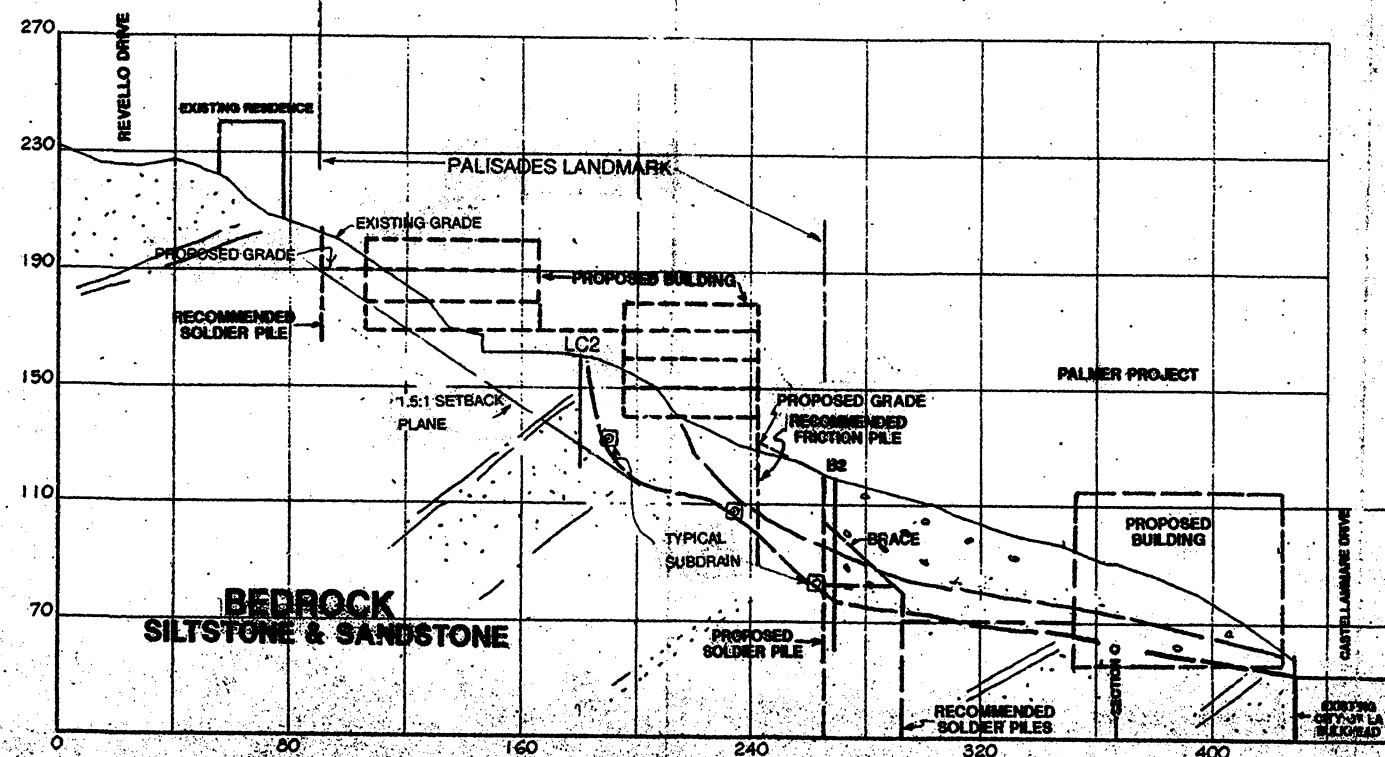 270
REVELLO DRIVE
EXISTING RESIDENCE
230
PALISADES LANDMARK
EXISTING GRADE
PROPOSED GRADE
190
PROPOSED BUILDING
RECOMMENDED
SOLDIER PILE
LC2
150
PALMER PROJECT
1.5:1 SETBACK
PLANE
PROPOSED GRADE
RECOMMENDED
FRICTION PILE
B2
110
PROPOSED
BUILDING
BRACE
TYPICAL
SUBDRAIN
CASTELLAMMARE DRIVE
BEDROCK
SILTSTONE & SANDSTONE
70
PROPOSED
SOLDIER PILE
SECTION C
RECOMMENDED
SOLDIER PILES
EXISTING
CITY OF LA
BULKHEAD
0
80
160
240
320
400